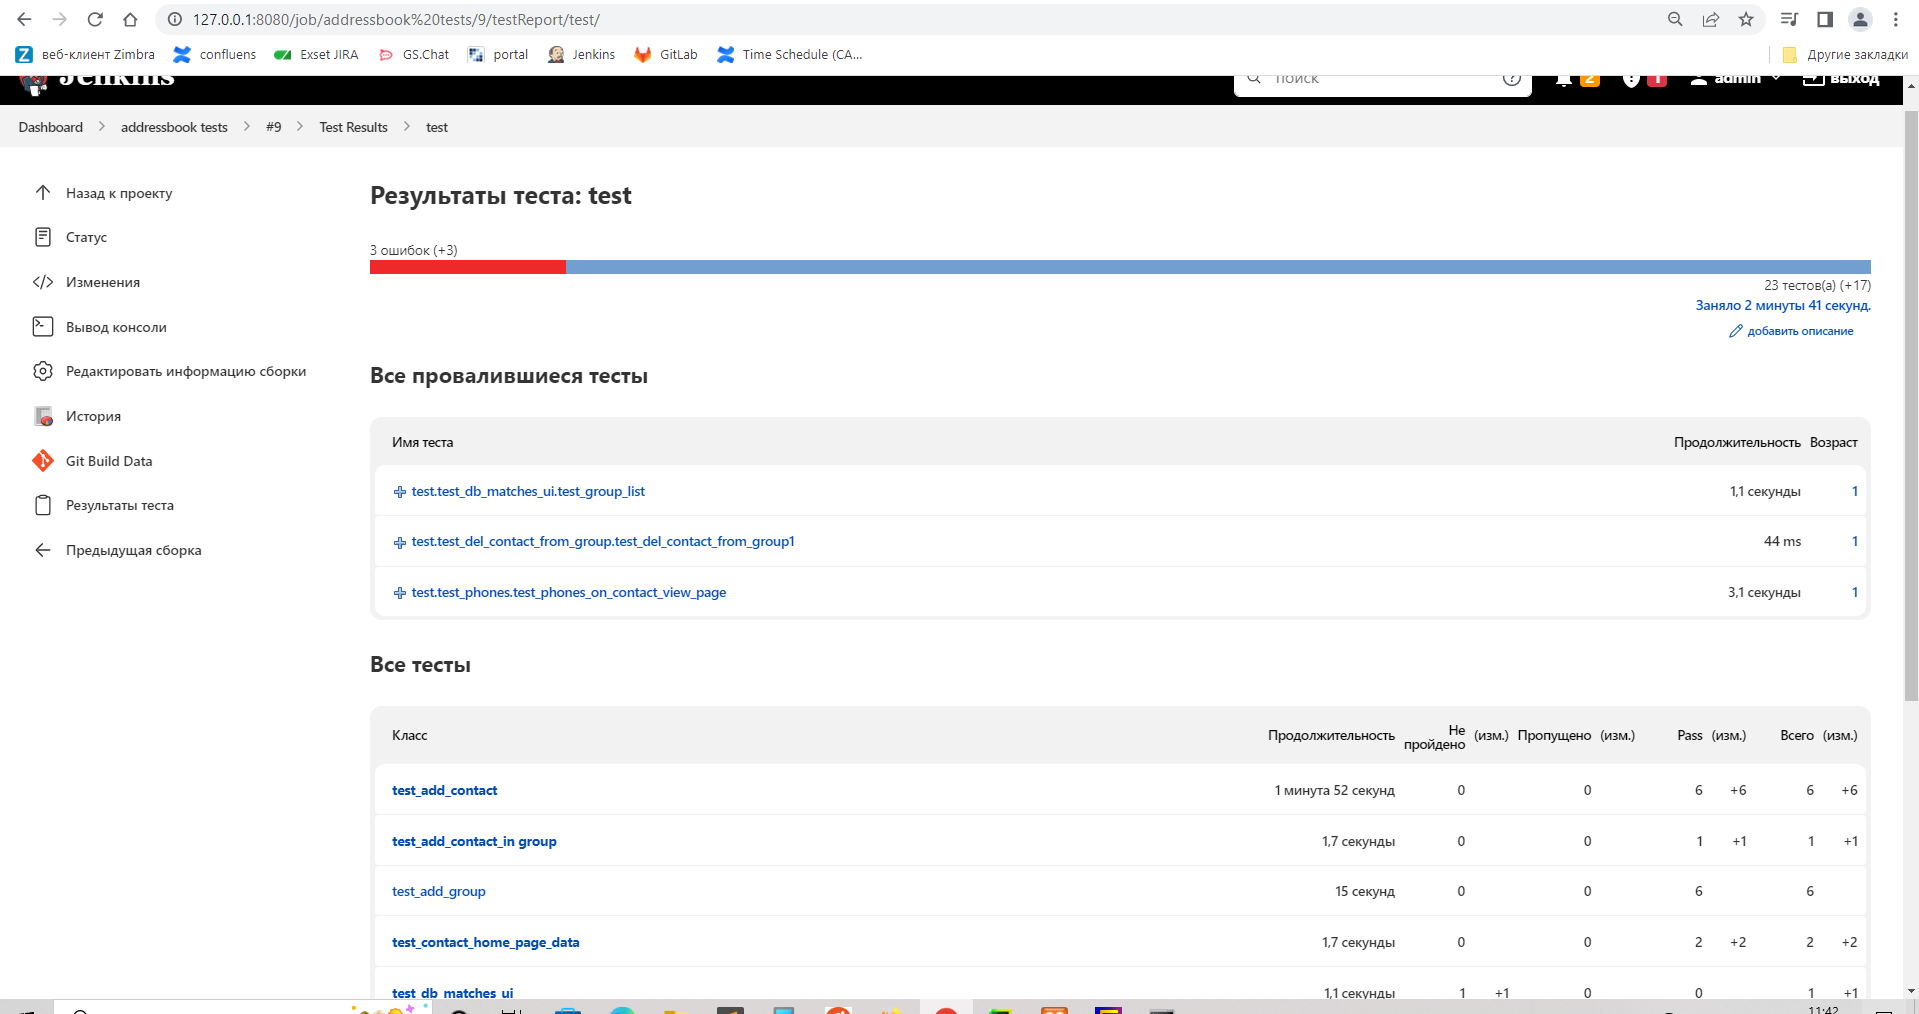 127.0.0.1:8080/job/addressbook%20tests/9/testReport/test/
веб-клиент Zimbra confluens Exset JIRA GS.Chat portal Jenkins GitLab Time Schedule (CA... Другие закладки
Jenkins поиск 2 1 admin выход
Dashboard addressbook tests #9 Test Results test
Назад к проекту
Статус
Изменения
Вывод консоли
Редактировать информацию сборки
История
Git Build Data
Результаты теста
Предыдущая сборка
Результаты теста: test
3 ошибок (+3)
23 тестов(а) (+17)
Заняло 2 минуты 41 секунд.
добавить описание
Все провалившиеся тесты
Имя теста Продолжительность Возраст
test.test_db_matches_ui.test_group_list 1,1 секунды 1
test.test_del_contact_from_group.test_del_contact_from_group1 44 ms 1
test.test_phones.test_phones_on_contact_view_page 3,1 секунды 1
Все тесты
Класс Продолжительность Не пройдено (изм.) Пропущено (изм.) Pass (изм.) Всего (изм.)
test_add_contact 1 минута 52 секунд 0 0 6 +6 6 +6
test_add_contact_in group 1,7 секунды 0 0 1 +1 1 +1
test_add_group 15 секунд 0 0 6 6
test_contact_home_page_data 1,7 секунды 0 0 2 +2 2 +2
test_db_matches_ui 1,1 секунды 1 +1 0 0 1 +1
11:42